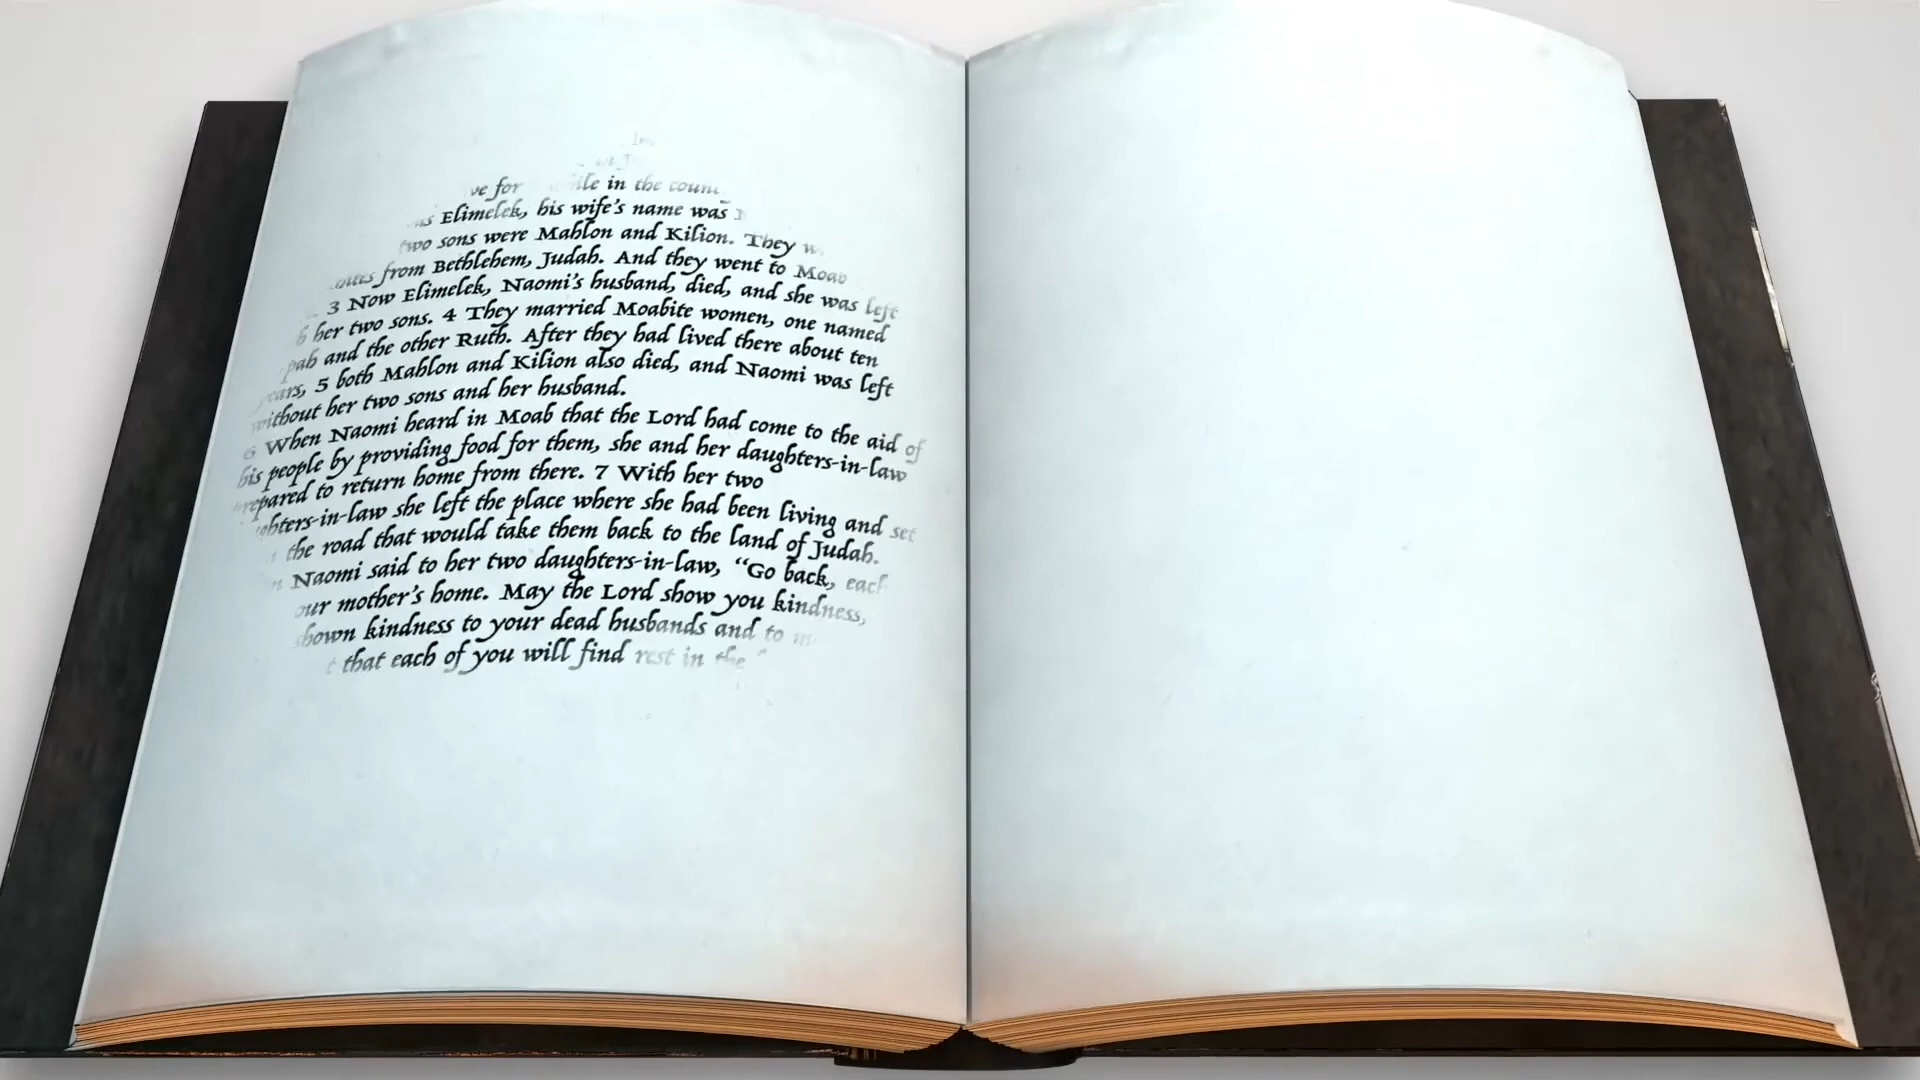 for in the
Elimelek, his wife's name was
two sons were Mahlon and Kilion. They
from Bethlehem, Judah. And they went to Moab
3 Now Elimelek, Naomi's husband, died, and she was left
her two sons. 4 They married Moabite women, one named
and the other Ruth. After they had lived there about ten
years, 5 both Mahlon and Kilion also died, and Naomi was left
without her two sons and her husband.
6 When Naomi heard in Moab that the Lord had come to the aid of
his people by providing food for them, she and her daughters-in-law
to return home from there. 7 With her two
she left the place where she had been living and set
the road that would take them back to the land of Judah.
Naomi said to her two daughters-in-law, “Go back, each
mother's home. May the Lord show you kindness,
shown kindness to your dead husbands and to
that each of you will find rest in the